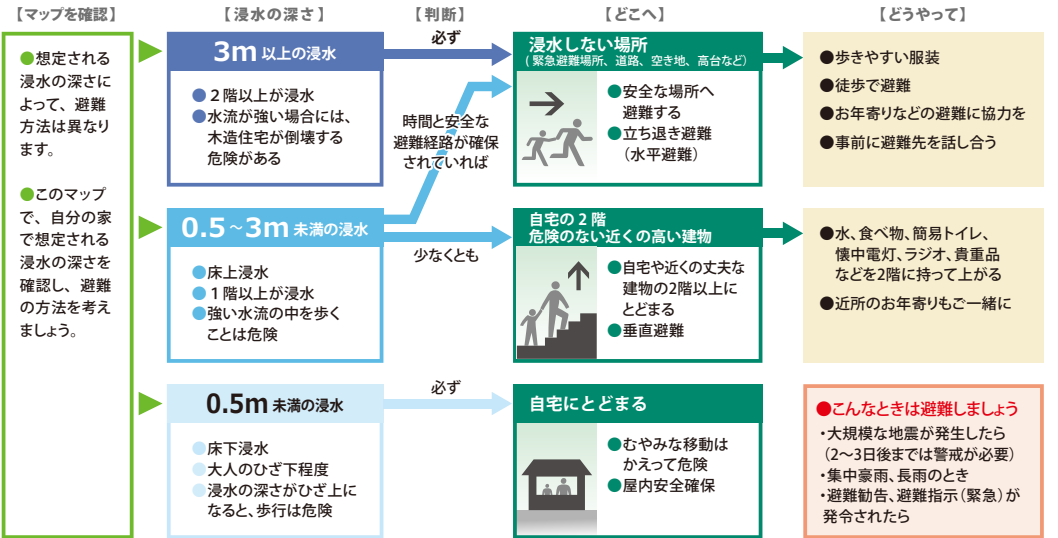 【マップを確認】
【浸水の深さ】
【判断】
【どこへ】
【どうやって】
●想定される
浸水の深さに
よって、避難
方法は異なり
ます。
●このマップ
で、自分の家
で想定される
浸水の深さを
確認し、避難
の方法を考え
ましょう。
3m 以上の浸水
●２階以上が浸水
●水流が強い場合には、
木造住宅が倒壊する
危険がある
必ず
時間と安全な
避難経路が確保
されていれば
浸水しない場所
(緊急避難場所、道路、空き地、高台など)
●安全な場所へ
避難する
●立ち退き避難
（水平避難）
●歩きやすい服装
●徒歩で避難
●お年寄りなどの避難に協力を
●事前に避難先を話し合う
0.5～3m 未満の浸水
●床上浸水
●１階以上が浸水
●強い水流の中を歩く
ことは危険
少なくとも
自宅の２階
危険のない近くの高い建物
●自宅や近くの丈夫な
建物の2階以上に
とどまる
●垂直避難
●水、食べ物、簡易トイレ、
懐中電灯、ラジオ、貴重品
などを2階に持って上がる
●近所のお年寄りもご一緒に
0.5m 未満の浸水
●床下浸水
●大人のひざ下程度
●浸水の深さがひざ上に
なると、歩行は危険
必ず
自宅にとどまる
●むやみな移動は
かえって危険
●屋内安全確保
●こんなときは避難しましょう
・大規模な地震が発生したら
（2～3日後までは警戒が必要）
・集中豪雨、長雨のとき
・避難勧告、避難指示（緊急）が
発令されたら